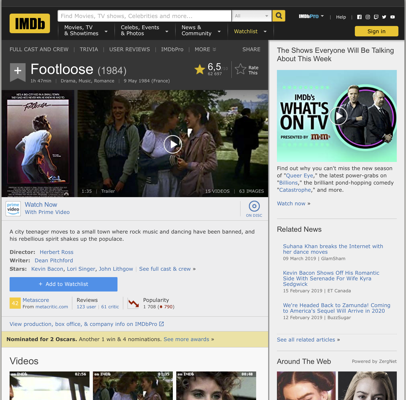 IMDb
Find Movies, TV shows, Celebrities and more...
All
IMDbPro
Help
Movies, TV
& Showtimes
Celebs, Events
& Photos
News &
Community
Watchlist
Sign in
FULL CAST AND CREW | TRIVIA | USER REVIEWS | IMDbPro | MORE
SHARE
Footloose (1984)
1h 47min | Drama, Music, Romance | 9 May 1984 (France)
6,5
Rate
This
1:35 | Trailer
15 VIDEOS | 63 IMAGES
prime
video
Watch Now
With Prime Video
ON DISC
A city teenager moves to a small town where rock music and dancing have been banned, and
his rebellious spirit shakes up the populace.
Director: Herbert Ross
Writer: Dean Pitchford
Stars: Kevin Bacon, Lori Singer, John Lithgow | See full cast & crew »
+ Add to Watchlist
Metascore
From metacritic.com
Reviews
123 user | 61 critic
Popularity
1 708 ( 790)
View production, box office, & company info on IMDbPro
Nominated for 2 Oscars. Another 1 win & 4 nominations. See more awards »
Videos
The Shows Everyone Will Be Talking
About This Week
IMDb's
WHAT'S
ON TV
PRESENTED BY
Find out why you can't miss the new season
of "Queer Eye," the latest power-grabs on
"Billions," the brilliant pond-hopping comedy
"Catastrophe," and more.
Watch now »
Related News
Suhana Khan breaks the Internet with
her dance moves
09 March 2019 | GlamSham
Kevin Bacon Shows Off His Romantic
Side With Serenade For Wife Kyra
Sedgwick
15 February 2019 | ET Canada
We're Headed Back to Zamunda! Coming
to America's Sequel Will Arrive in 2020
12 February 2019 | BuzzSugar
See all related articles »
Around The Web
Powered by ZergNet